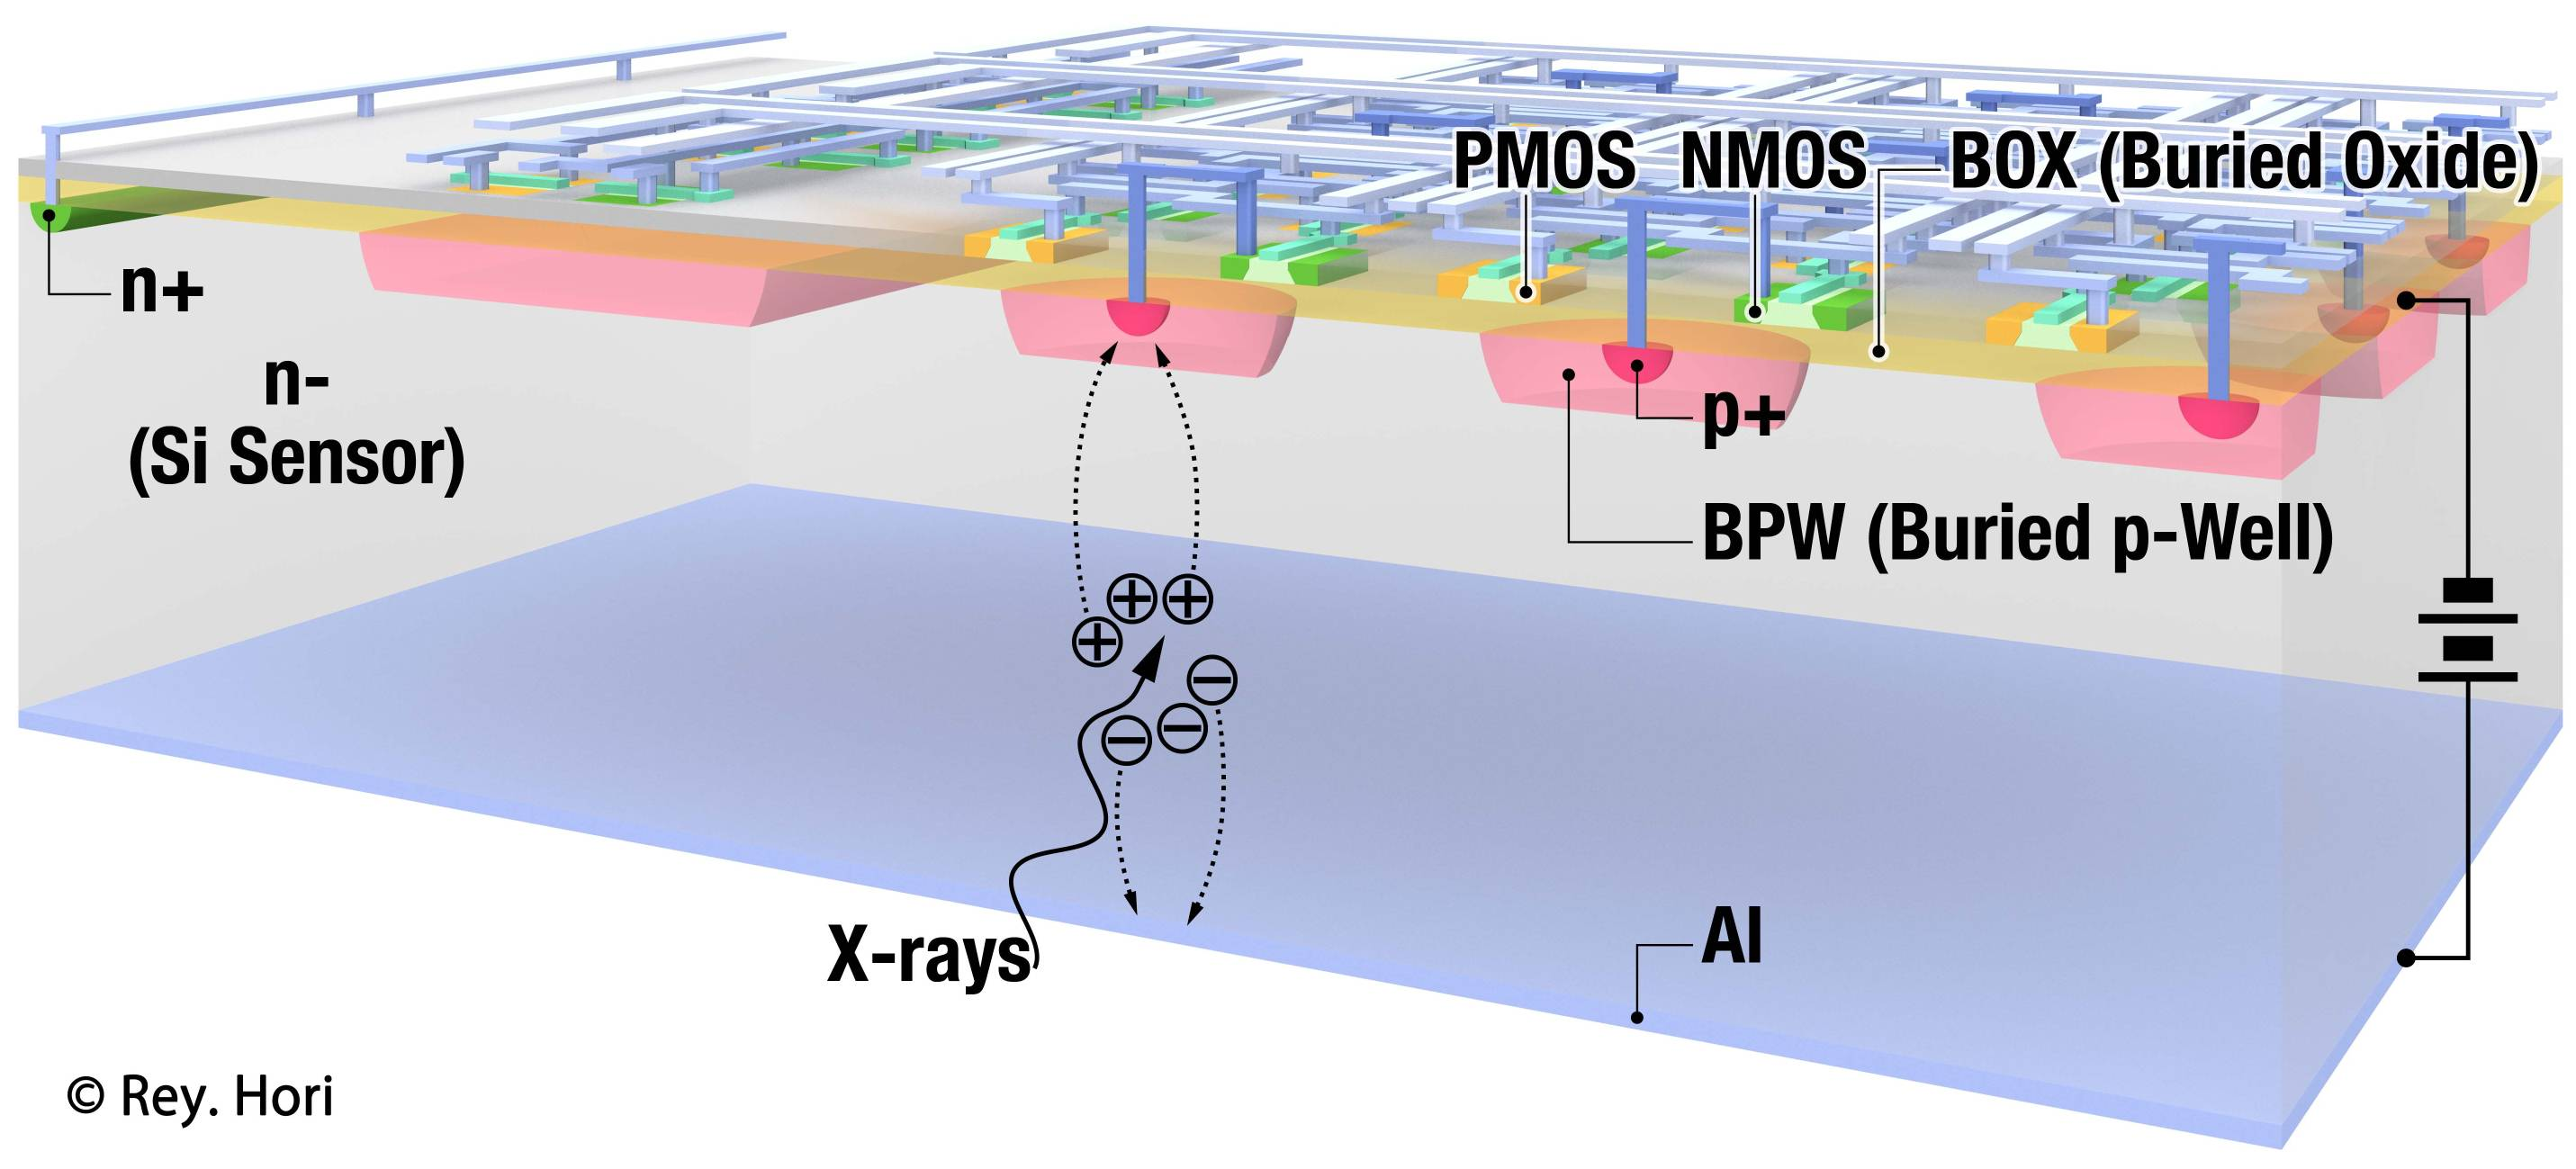 PMOS
NMOS
BOX (Buried Oxide)
n+
n-
(Si Sensor)
p+
BPW (Buried p-Well)
X-rays
Al
© Rey. Hori